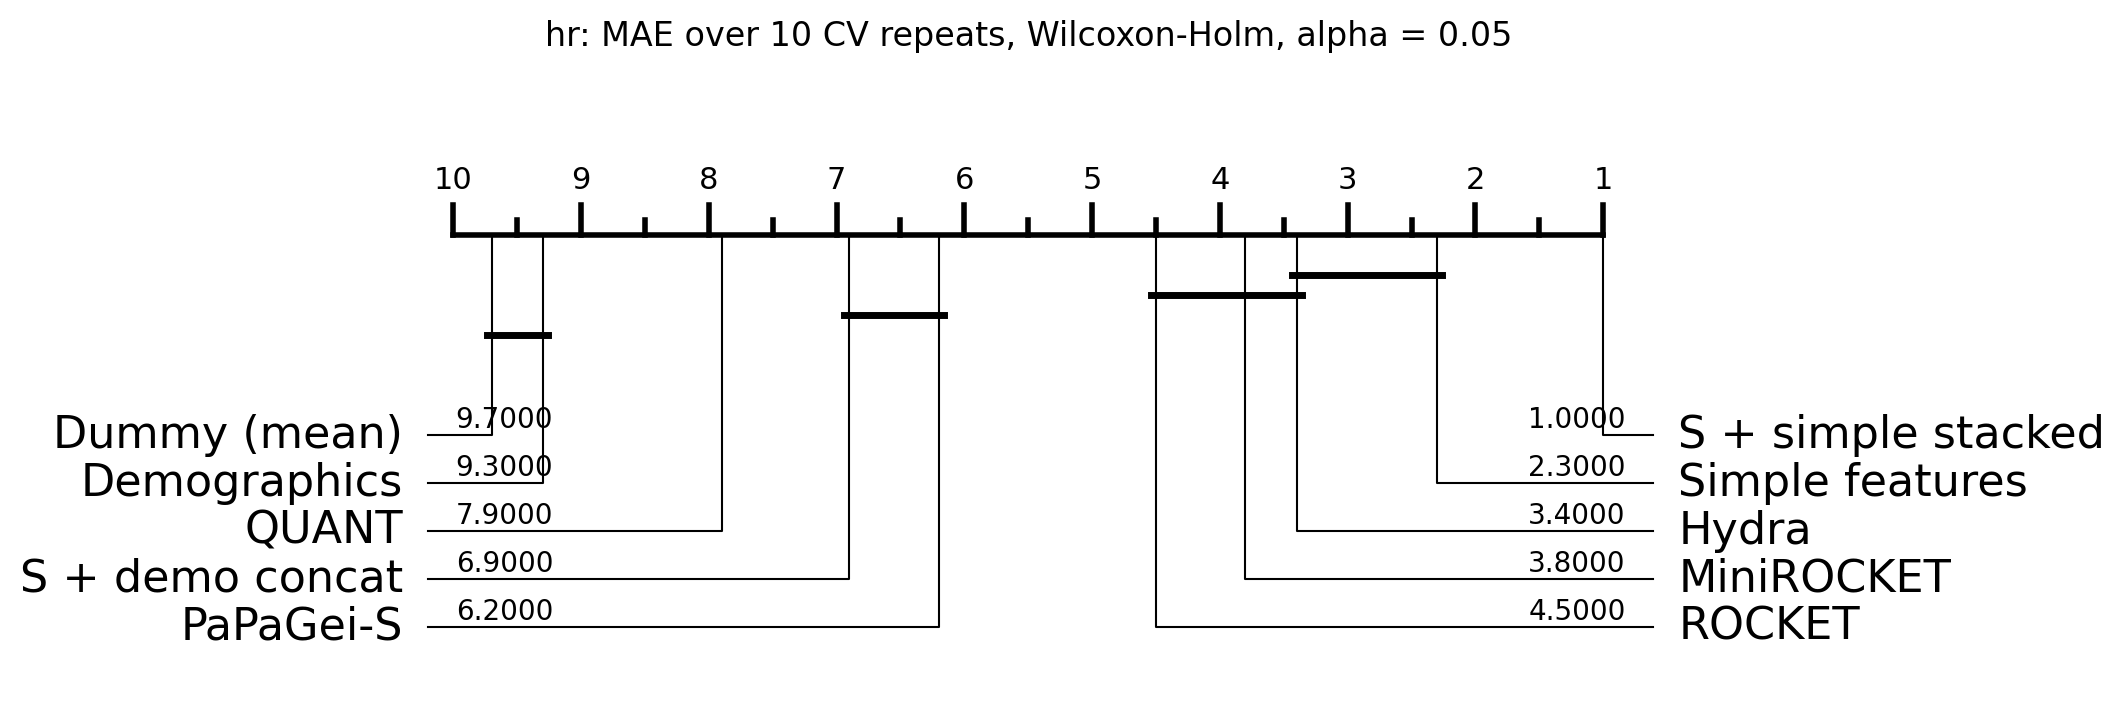 hr: MAE over 10 CV repeats, Wilcoxon-Holm, alpha = 0.05
10 9 8 7 6 5 4 3 2 1
Dummy (mean) 9.7000 1.0000 S + simple stacked
Demographics 9.3000 2.3000 Simple features
QUANT 7.9000 3.4000 Hydra
S + demo concat 6.9000 3.8000 MiniROCKET
PaPaGei-S 6.2000 4.5000 ROCKET